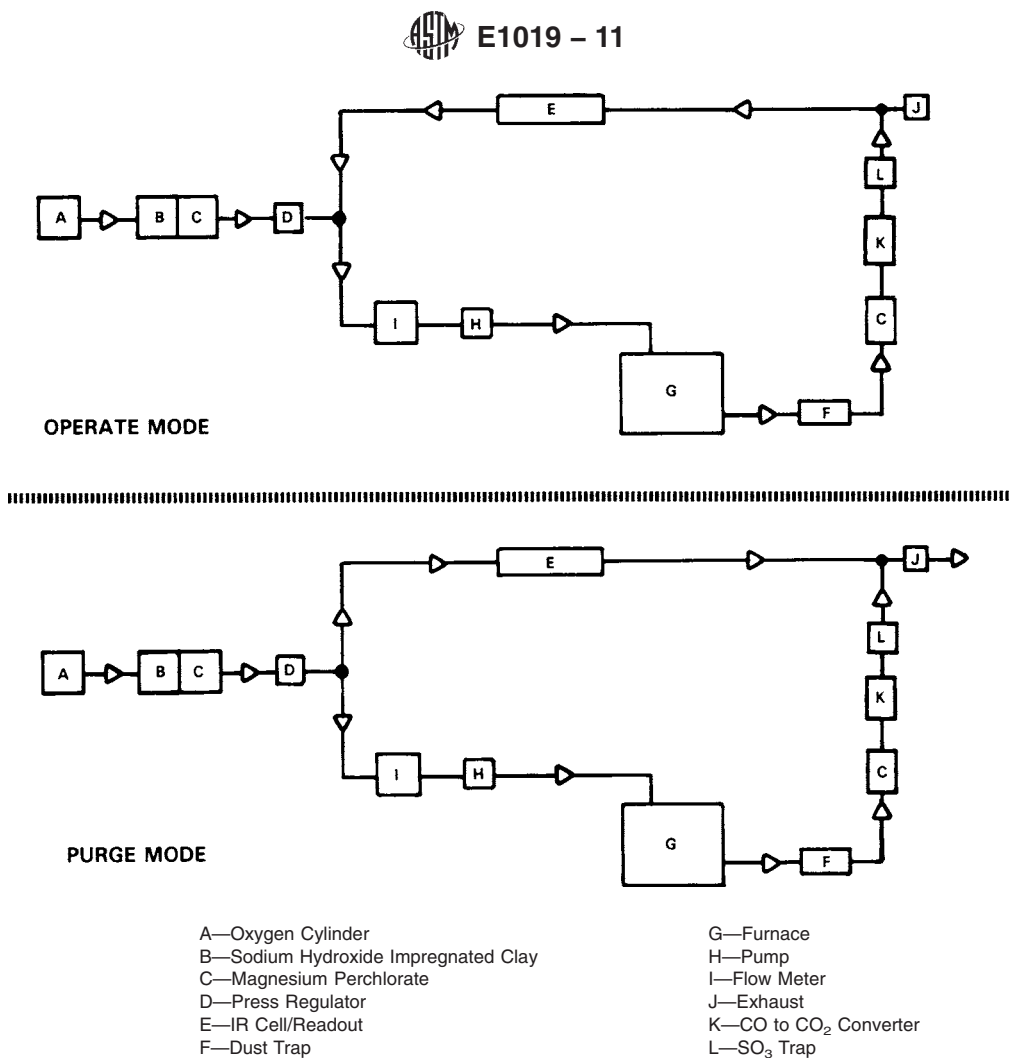 ASTM E1019 – 11
E
J
L
A
B C
D
K
I
H
C
G
F
OPERATE MODE
E
J
L
A
B C
D
K
I
H
C
G
F
PURGE MODE
A—Oxygen Cylinder
B—Sodium Hydroxide Impregnated Clay
C—Magnesium Perchlorate
D—Press Regulator
E—IR Cell/Readout
F—Dust Trap
G—Furnace
H—Pump
I—Flow Meter
J—Exhaust
K—CO to CO₂ Converter
L—SO₃ Trap